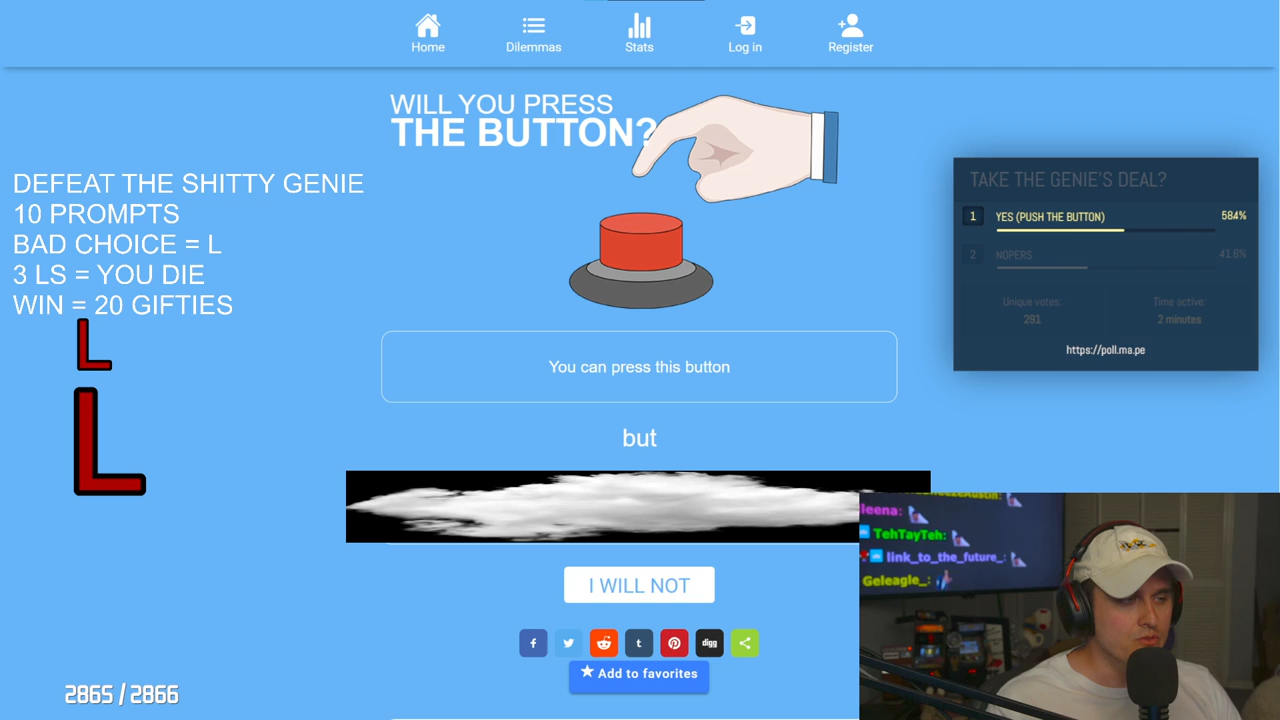 Home
Dilemmas
Stats
Log in
Register
WILL YOU PRESS
THE BUTTON?
DEFEAT THE SHITTY GENIE
10 PROMPTS
BAD CHOICE = L
3 LS = YOU DIE
WIN = 20 GIFTIES
L
L
TAKE THE GENIE'S DEAL?
1 YES (PUSH THE BUTTON) 58.4%
2 NOPERS 41.6%
Unique votes: Time active:
291 2 minutes
https://poll.ma.pe
You can press this button
but
I WILL NOT
f t digg
Add to favorites
leena:
TehTayTeh:
link_to_the_future_:
Geleagle_:
2865 / 2866